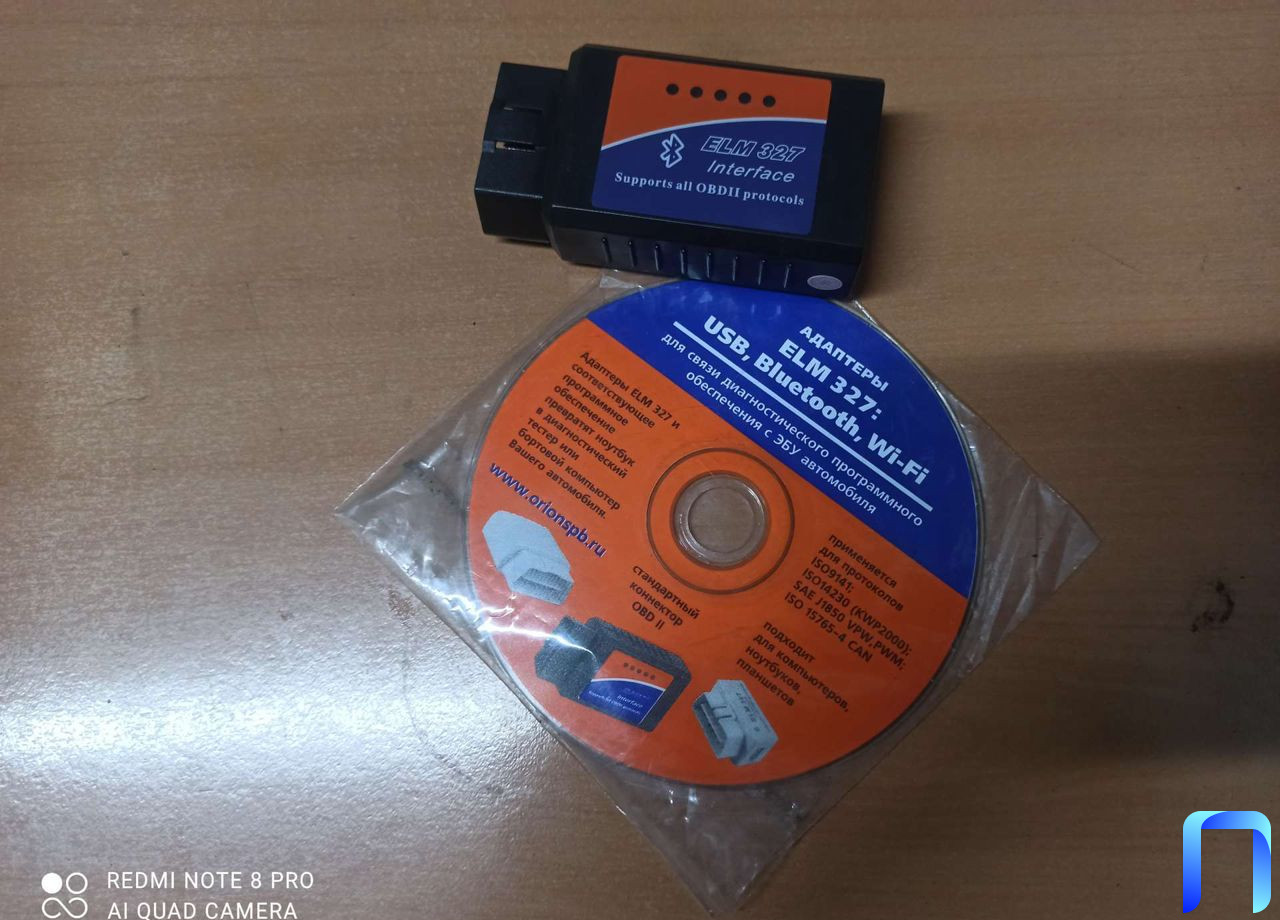 ELM 327
Interface
Supports all OBDII protocols
АДАПТЕРЫ
ELM 327:
USB, Bluetooth, Wi-Fi
для связи диагностического программного
обеспечения с ЭБУ автомобиля
Адаптеры ELM 327 и
соответствующее
программное
обеспечение
превратят ноутбук
в диагностический
тестер или
бортовой компьютер
Вашего автомобиля.
www.orionspb.ru
стандартный
коннектор
OBD II
применяется
для протоколов
ISO9141;
ISO14230 (KWP2000);
SAE J1850 VPW,PWM;
ISO 15765-4 CAN
подходит
для компьютеров,
ноутбуков,
планшетов
Interface
REDMI NOTE 8 PRO
AI QUAD CAMERA